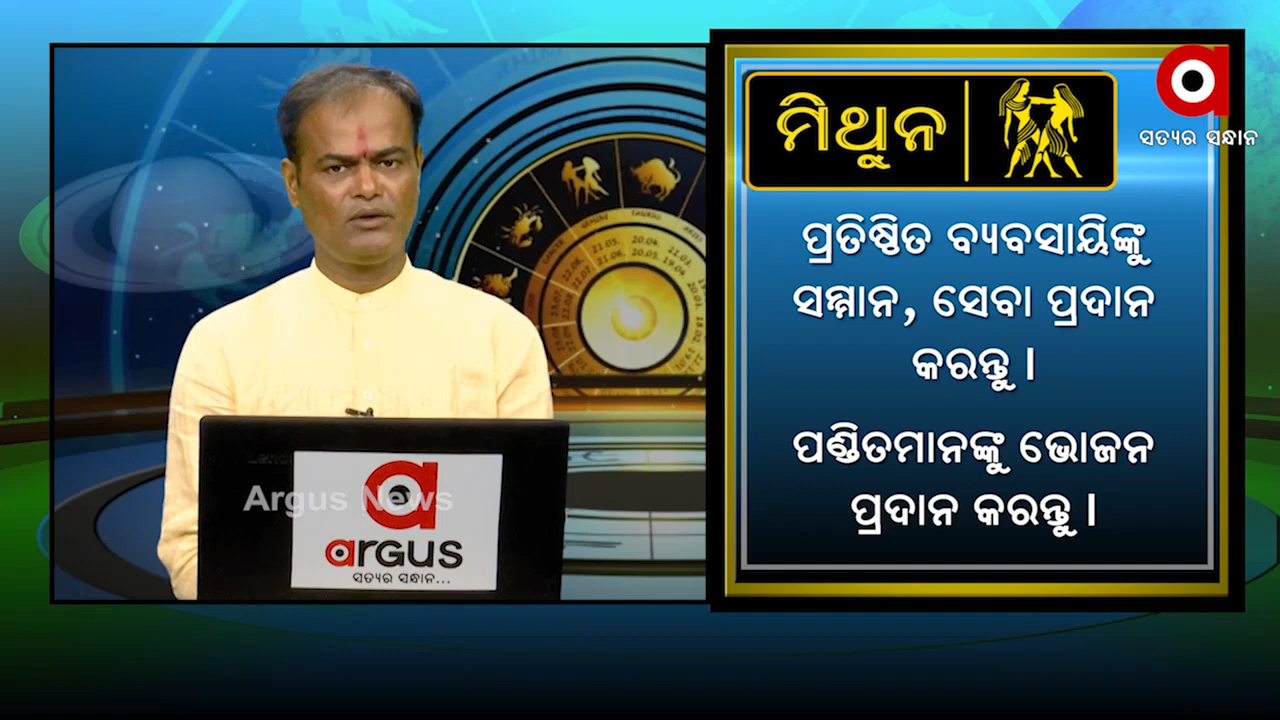 ମିଥୁନ
ସତ୍ୟର ସନ୍ଧାନ
ପ୍ରତିଷ୍ଠିତ ବ୍ୟବସାୟୀଙ୍କୁ
ସମ୍ମାନ, ସେବା ପ୍ରଦାନ
କରନ୍ତୁ ।
ପଣ୍ଡିତମାନଙ୍କୁ ଭୋଜନ
ପ୍ରଦାନ କରନ୍ତୁ ।
Argus News
arGus
ସତ୍ୟର ସନ୍ଧାନ...